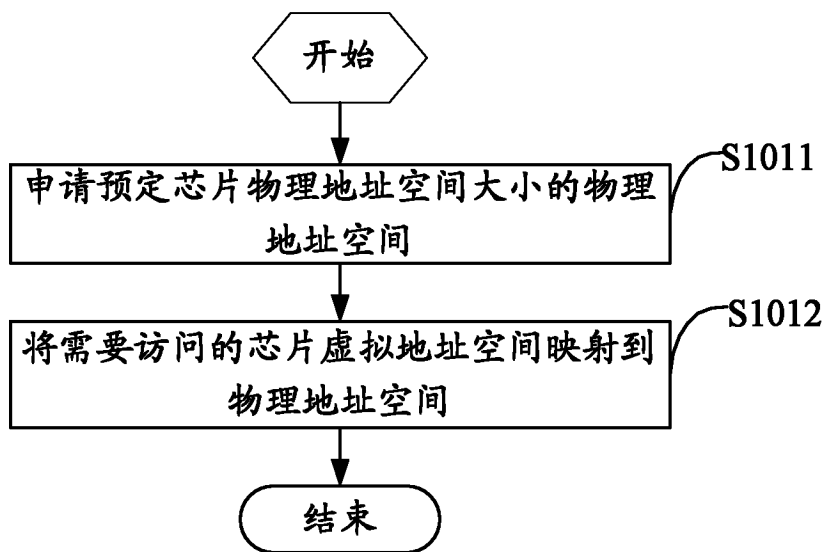 开始
S1011
申请预定芯片物理地址空间大小的物理
地址空间
S1012
将需要访问的芯片虚拟地址空间映射到
物理地址空间
结束